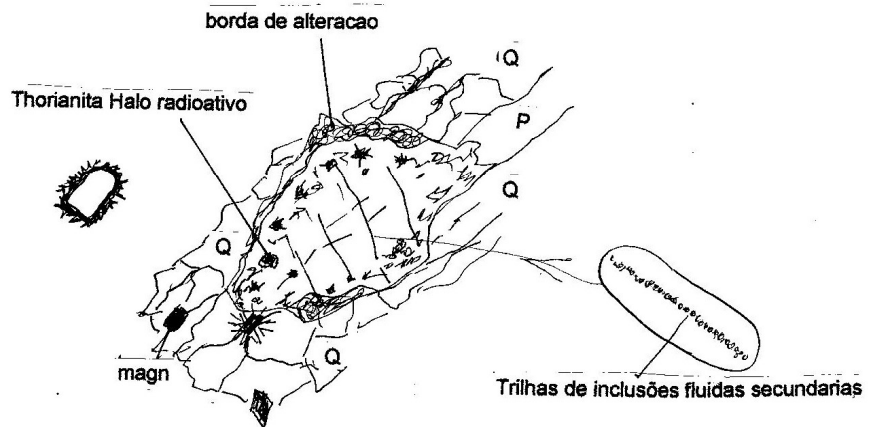 borda de alteracao
Q
Thorianita Halo radioativo
P
Q
Q
Q
magn
Trilhas de inclusões fluidas secundarias